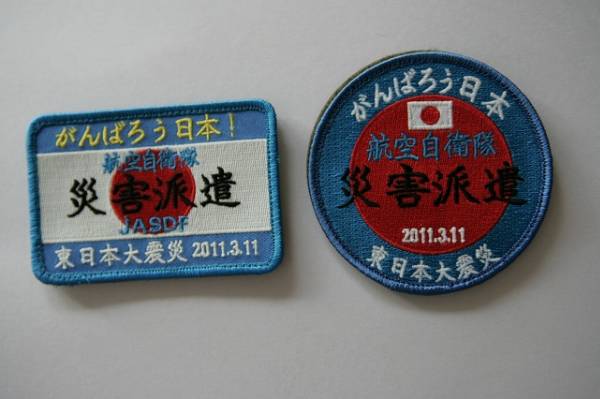 がんばろう日本！
航空自衛隊
災害派遣
JASDF
東日本大震災 2011.3.11
がんばろう日本
航空自衛隊
災害派遣
2011.3.11
東日本大震災